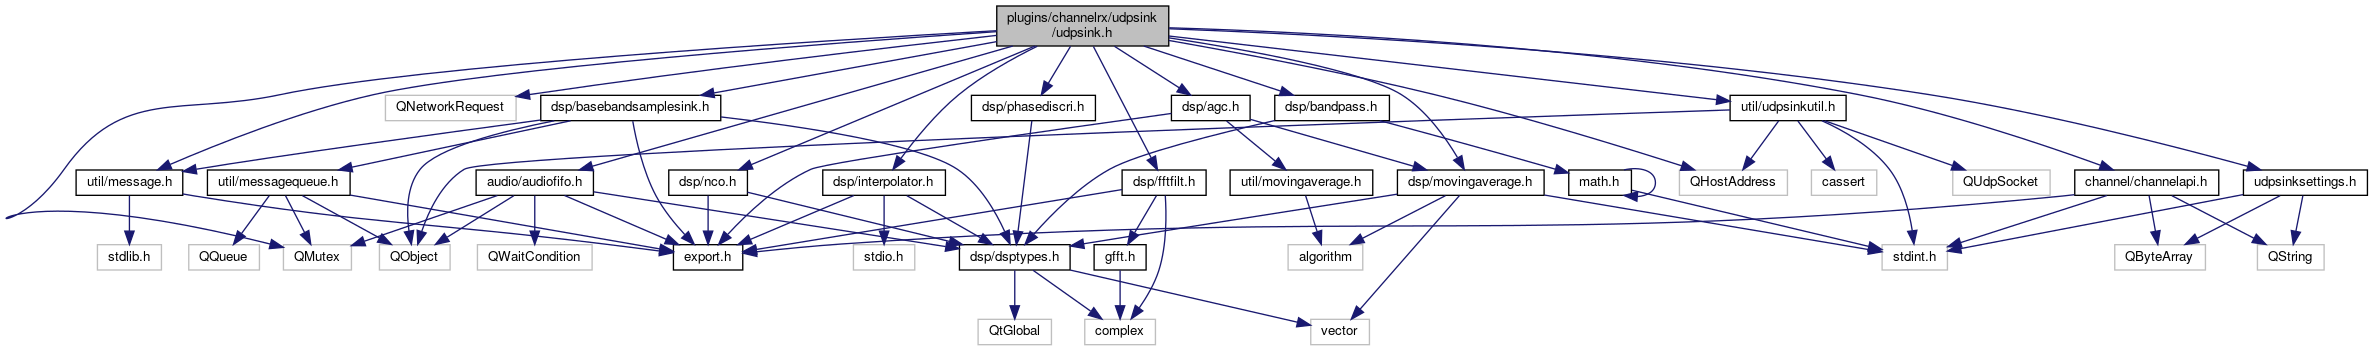 plugins/channelrx/udpsink
/udpsink.h
QNetworkRequest
dsp/basebandsamplesink.h
dsp/phasediscri.h
dsp/agc.h
dsp/bandpass.h
util/udpsinkutil.h
util/message.h
util/messagequeue.h
audio/audiofifo.h
dsp/nco.h
dsp/interpolator.h
dsp/fftfilt.h
util/movingaverage.h
dsp/movingaverage.h
math.h
QHostAddress
cassert
QUdpSocket
channel/channelapi.h
udpsinksettings.h
stdlib.h
QQueue
QMutex
QObject
QWaitCondition
export.h
stdio.h
dsp/dsptypes.h
gfft.h
algorithm
stdint.h
QByteArray
QString
QtGlobal
complex
vector